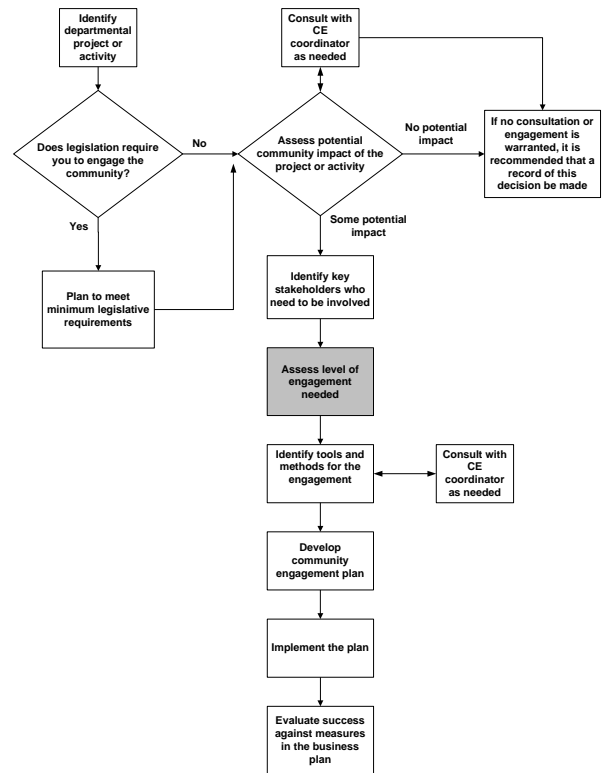 Identify
departmental
project or
activity
Consult with
CE
coordinator
as needed
Does legislation require
you to engage the
community?
No
Assess potential
community impact of the
project or activity
No potential
impact
If no consultation or
engagement is
warranted, it is
recommended that a
record of this
decision be made
Yes
Some potential
impact
Plan to meet
minimum legislative
requirements
Identify key
stakeholders who
need to be involved
Assess level of
engagement
needed
Identify tools and
methods for the
engagement
Consult with
CE
coordinator
as needed
Develop
community
engagement plan
Implement the plan
Evaluate success
against measures
in the business
plan